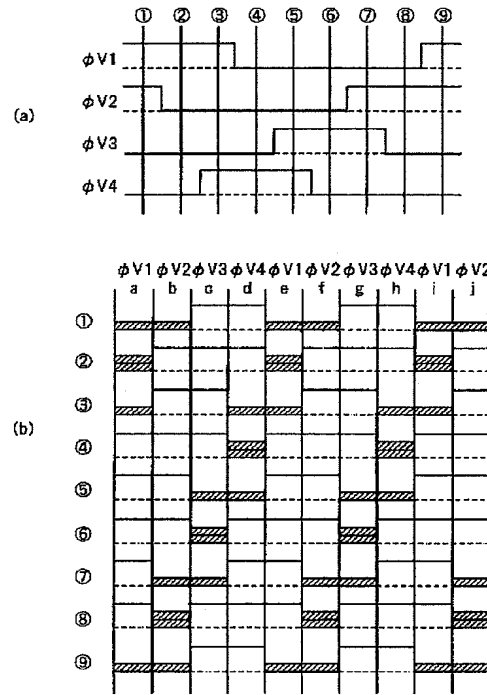 ① ② ③ ④ ⑤ ⑥ ⑦ ⑧ ⑨
φV1
φV2
(a)
φV3
φV4
φV1 φV2 φV3 φV4 φV1 φV2 φV3 φV4 φV1 φV2
a b c d e f g h i j
①
②
③
(b)
④
⑤
⑥
⑦
⑧
⑨